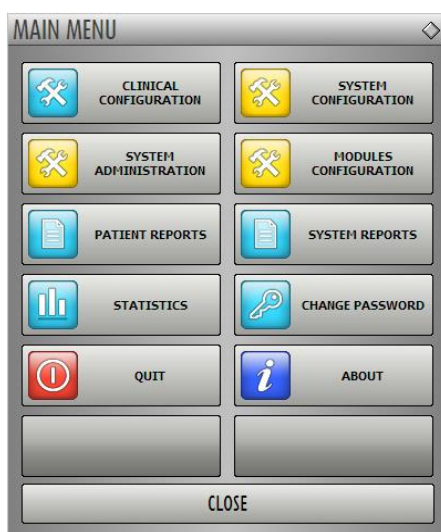 MAIN MENU
CLINICAL
CONFIGURATION
SYSTEM
CONFIGURATION
SYSTEM
ADMINISTRATION
MODULES
CONFIGURATION
PATIENT REPORTS
SYSTEM REPORTS
STATISTICS
CHANGE PASSWORD
QUIT
ABOUT
CLOSE